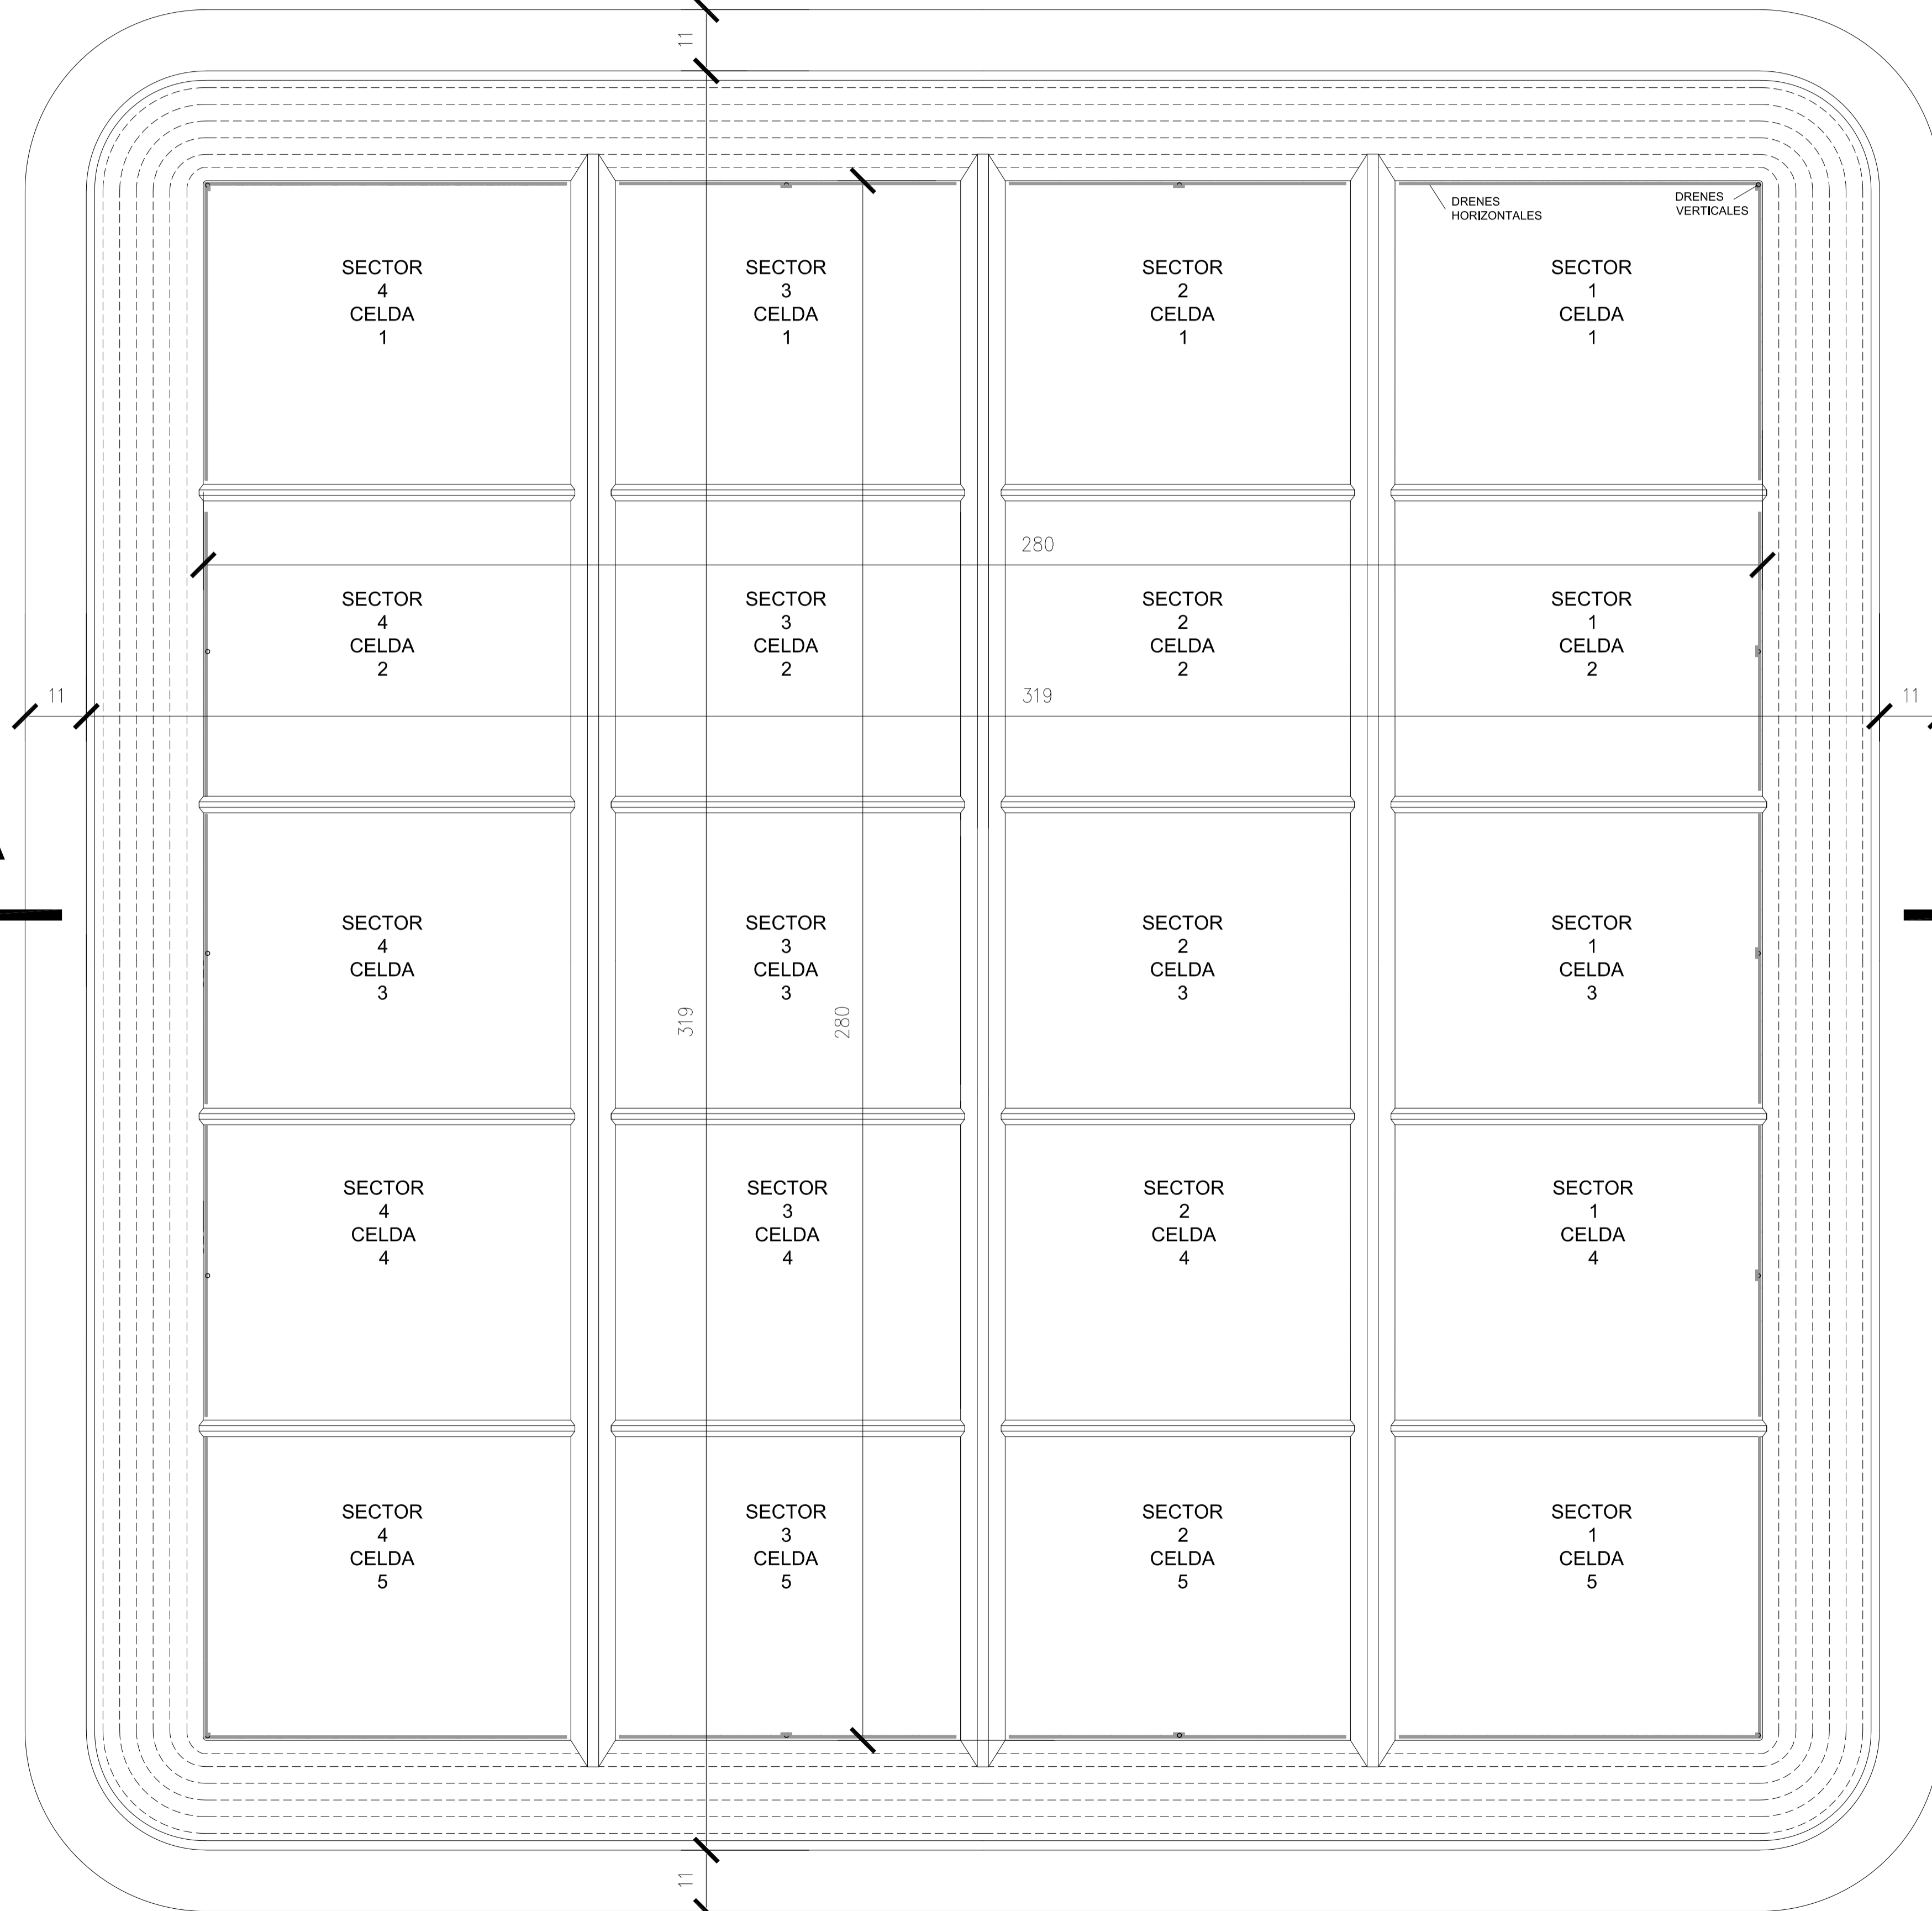 11
DRENES
HORIZONTALES
DRENES
VERTICALES
SECTOR
4
CELDA
1
SECTOR
3
CELDA
1
SECTOR
2
CELDA
1
SECTOR
1
CELDA
1
280
SECTOR
4
CELDA
2
SECTOR
3
CELDA
2
SECTOR
2
CELDA
2
SECTOR
1
CELDA
2
11
319
11
SECTOR
4
CELDA
3
SECTOR
3
CELDA
3
SECTOR
2
CELDA
3
SECTOR
1
CELDA
3
319
280
SECTOR
4
CELDA
4
SECTOR
3
CELDA
4
SECTOR
2
CELDA
4
SECTOR
1
CELDA
4
SECTOR
4
CELDA
5
SECTOR
3
CELDA
5
SECTOR
2
CELDA
5
SECTOR
1
CELDA
5
11